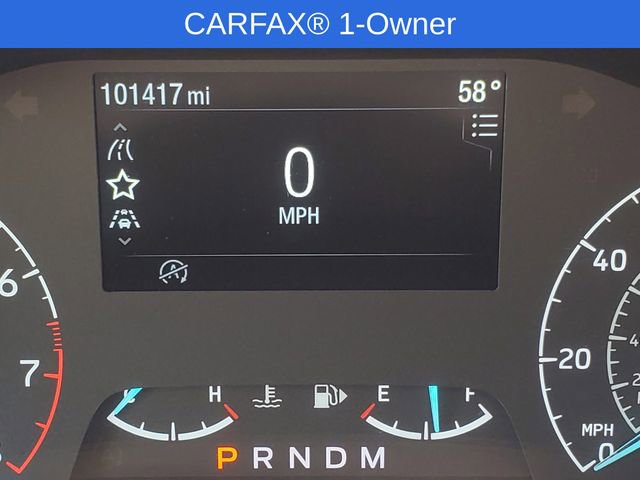 CARFAX® 1-Owner
101417 mi 58°
0
MPH
A
6
7
40
20
MPH
0
H
E F
P R N D M